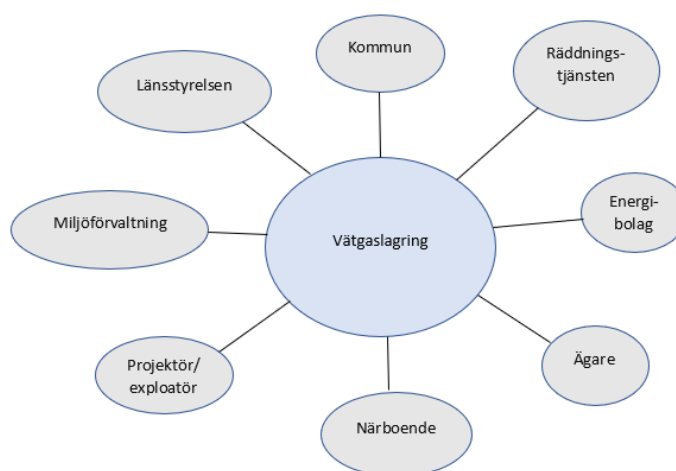 Kommun
Räddnings-
tjänsten
Länsstyrelsen
Energi-
bolag
Miljöförvaltning
Vätgaslagring
Ägare
Projektör/
exploatör
Närboende